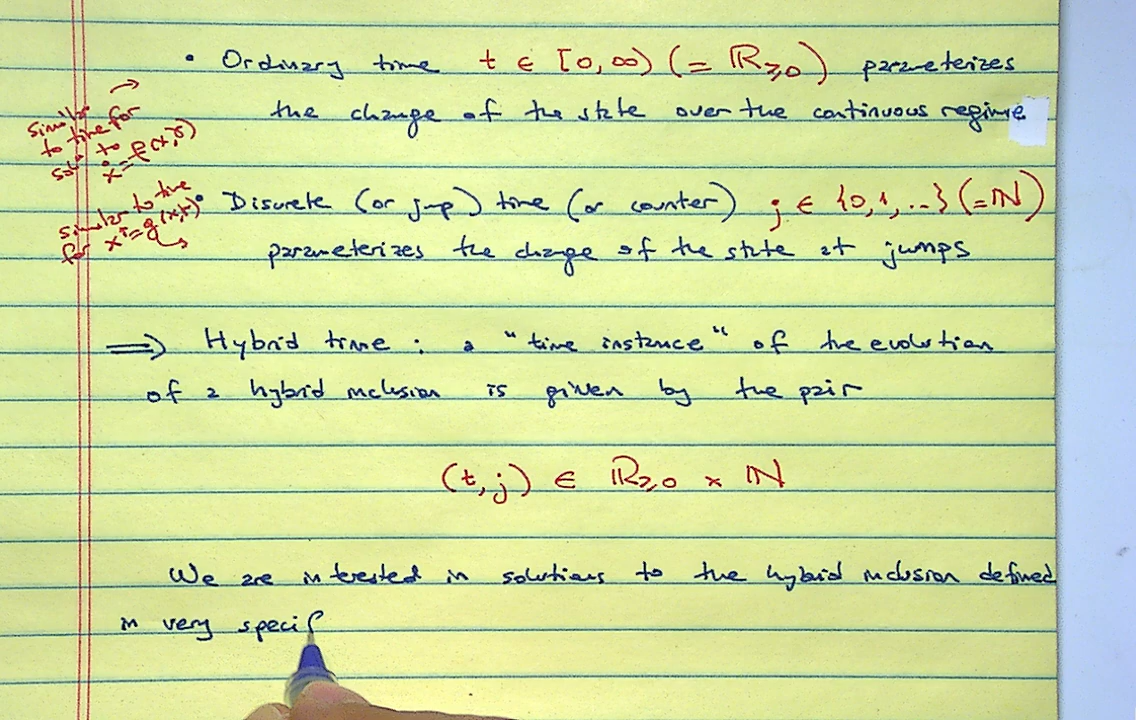 • Ordinary time t ∈ [0, ∞) (= ℝ≥0) parameterizes
the change of the state over the continuous regime
similar
to time for
sol. to
ẋ = f(x,γ)
• Discrete (or jump) time (or counter) j ∈ {0,1,...} (=ℕ)
parameterizes the change of the state at jumps
similar to time
for x⁺=g(x,γ)
⟹ Hybrid time : a "time instance" of the evolution
of a hybrid inclusion is given by the pair
(t,j) ∈ ℝ≥0 × ℕ
We are interested in solutions to the hybrid inclusion defined
in very specif